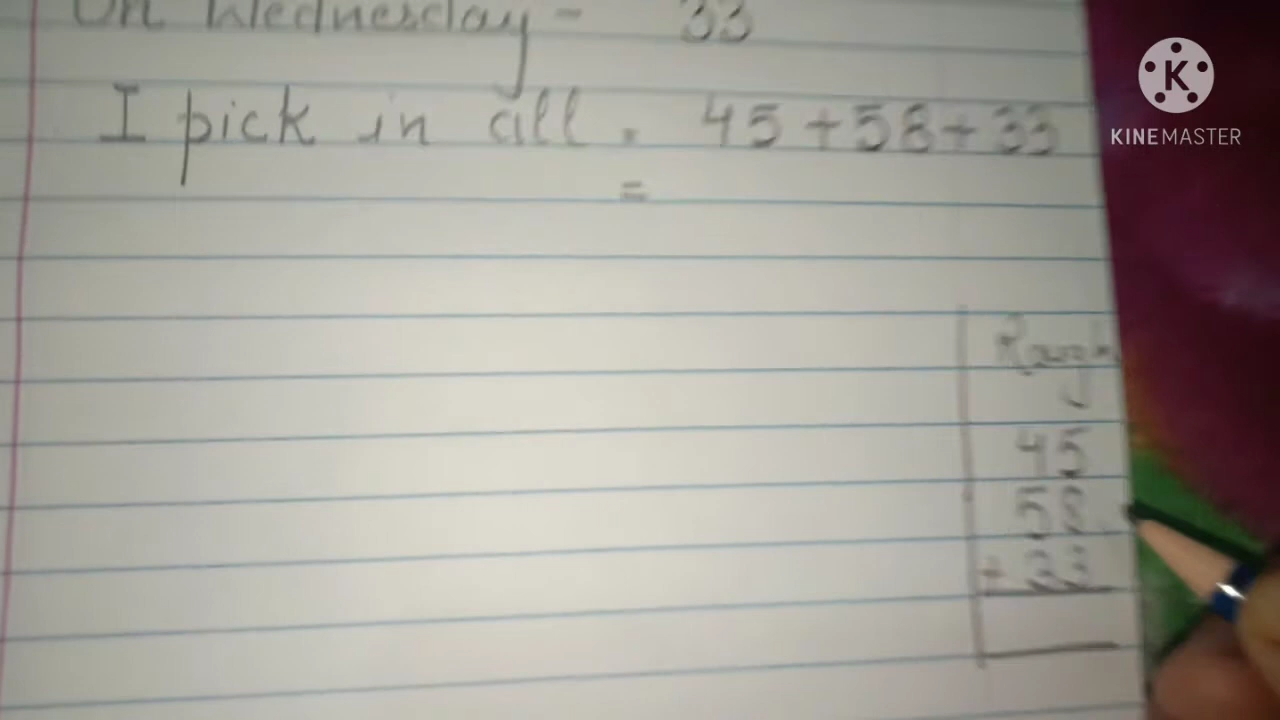 On Wednesday - 33
I pick in all = 45 + 58 + 33
=
Rough
45
58
+ 33
K
KINEMASTER